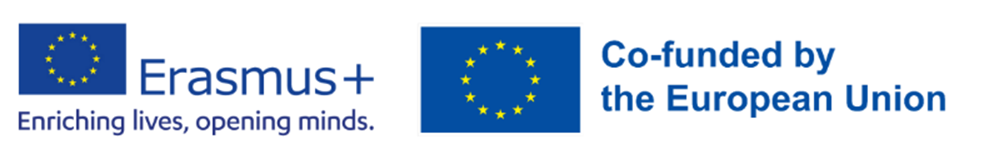 Erasmus+
Enriching lives, opening minds.
Co-funded by
the European Union